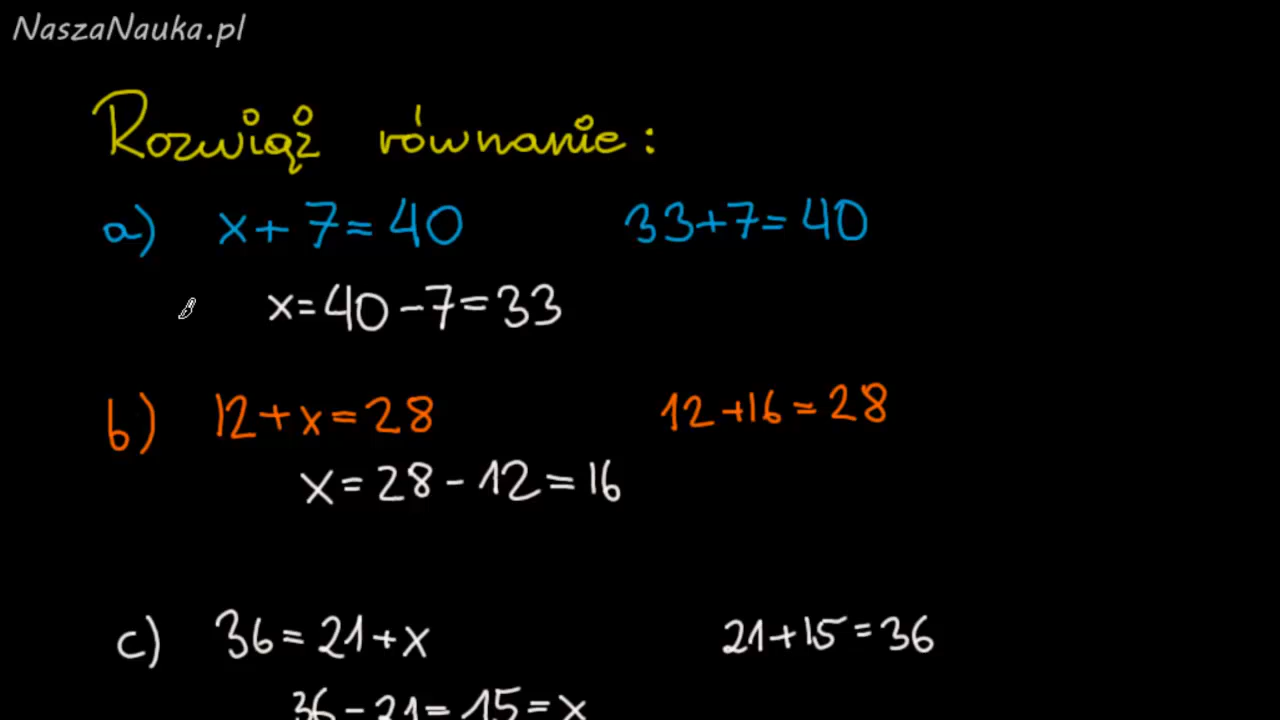 NaszaNauka.pl
Rozwiąż równanie:
a) x + 7 = 40 33 + 7 = 40
x = 40 - 7 = 33
b) 12 + x = 28 12 + 16 = 28
x = 28 - 12 = 16
c) 36 = 21 + x 21 + 15 = 36
36 - 21 = 15 = x